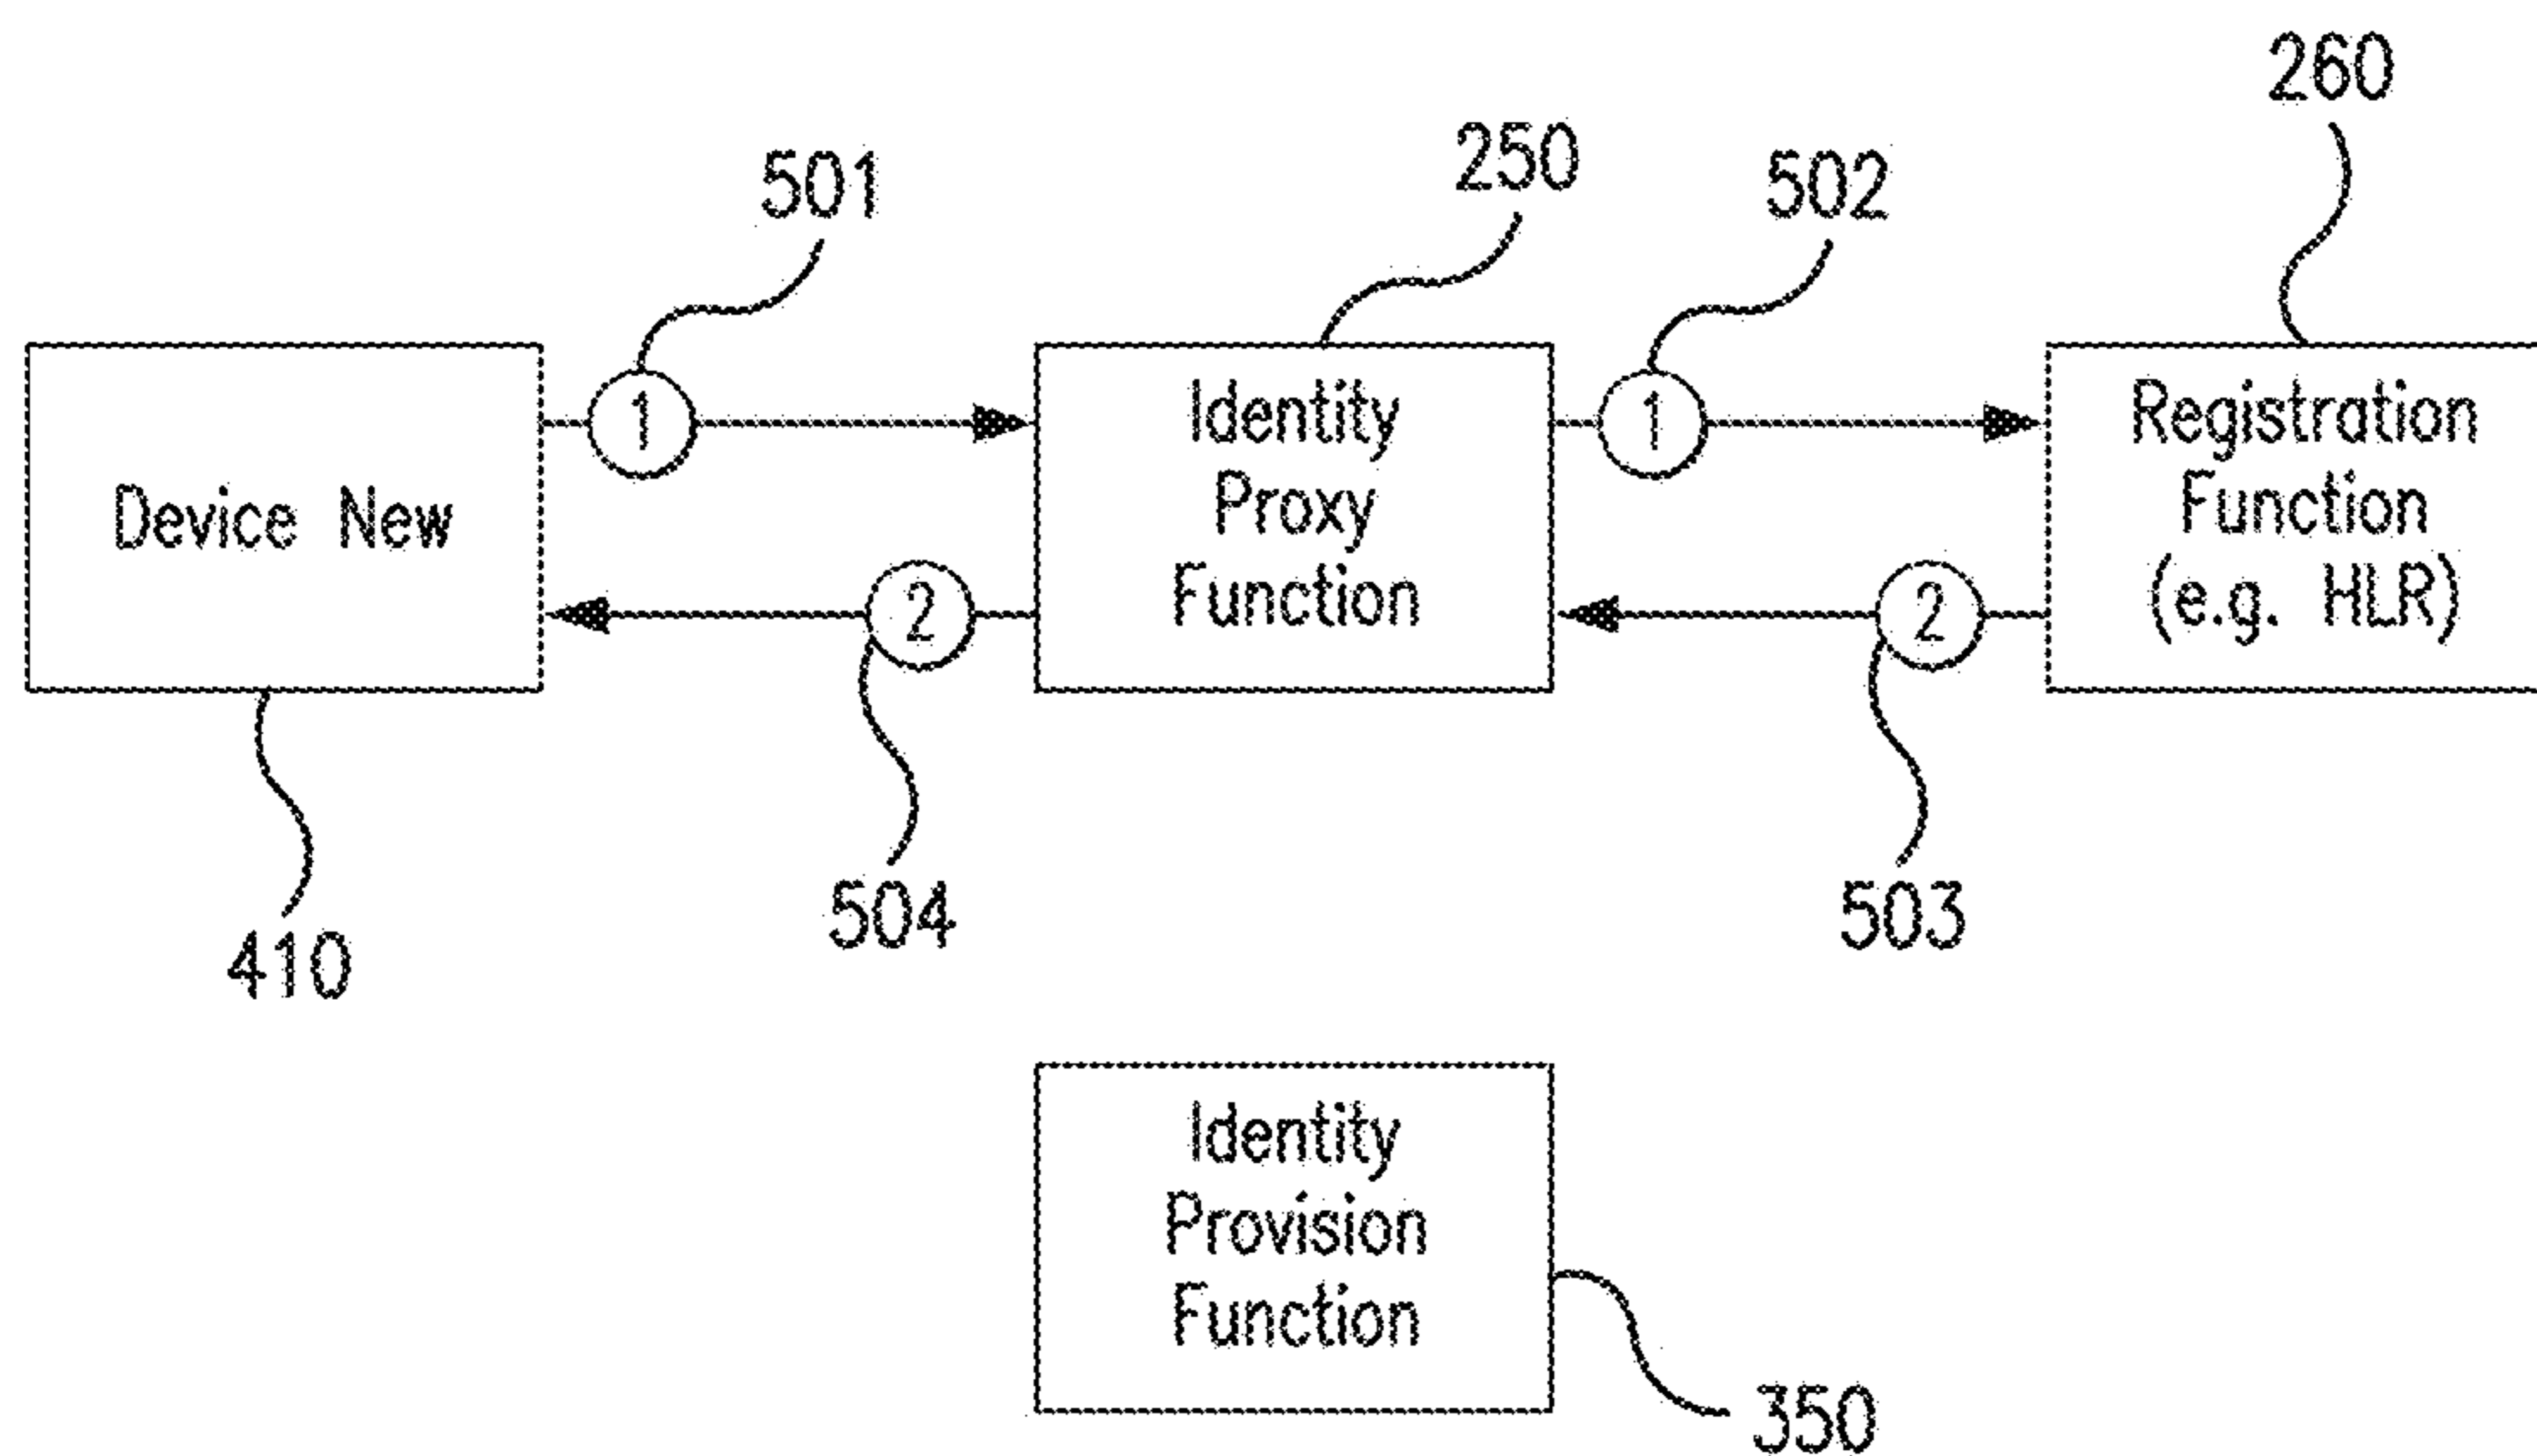 260
250
501
502
Device New
1
Identity
Proxy
Function
1
Registration
Function
(e.g. HLR)
2
2
504
503
410
Identity
Provision
Function
350